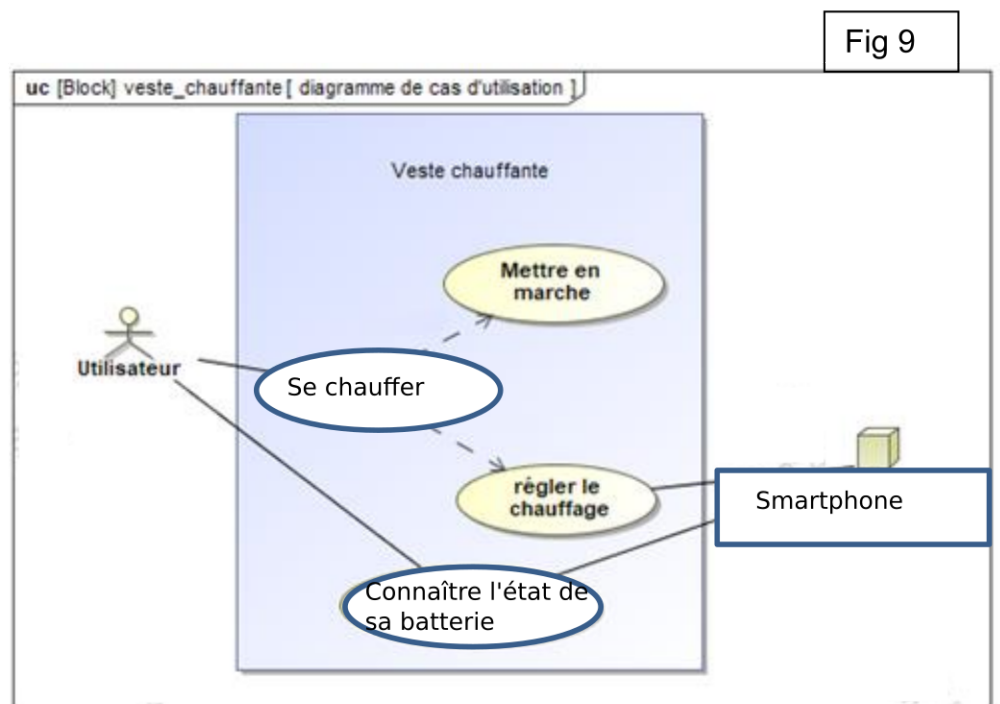 Fig 9
uc [Block] veste_chauffante [ diagramme de cas d'utilisation ]
Veste chauffante
Mettre en
marche
Utilisateur
Se chauffer
régler le
chauffage
Smartphone
Connaître l'état de
sa batterie